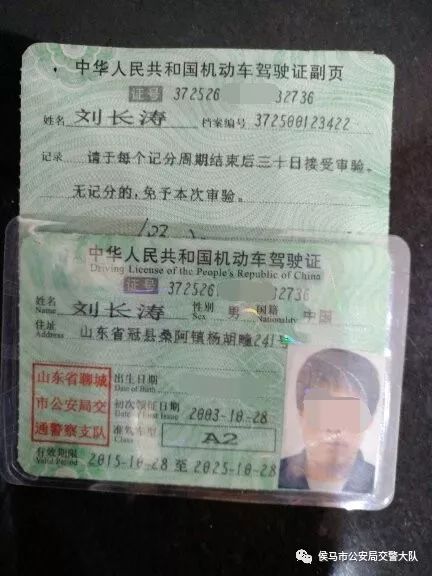 中华人民共和国机动车驾驶证副页
证号 372526 32736
姓名 刘长涛 档案编号 372500123422
记录 请于每个记分周期结束后三十日接受审验。
无记分的，免予本次审验。
中华人民共和国机动车驾驶证
Driving License of the People's Republic of China
证号 372526 32736
姓名 刘长涛 性别 男 国籍 中国
Name Sex Nationality
住址 山东省冠县桑阿镇杨胡疃241号
Address
山东省聊城
市公安局交
通警察支队
出生日期
Date of Birth
初次领证日期 2003-10-28
Date of First Issue
准驾车型 A2
Class
有效期限 2015-10-28 至 2025-10-28
Valid Period
侯马市公安局交警大队